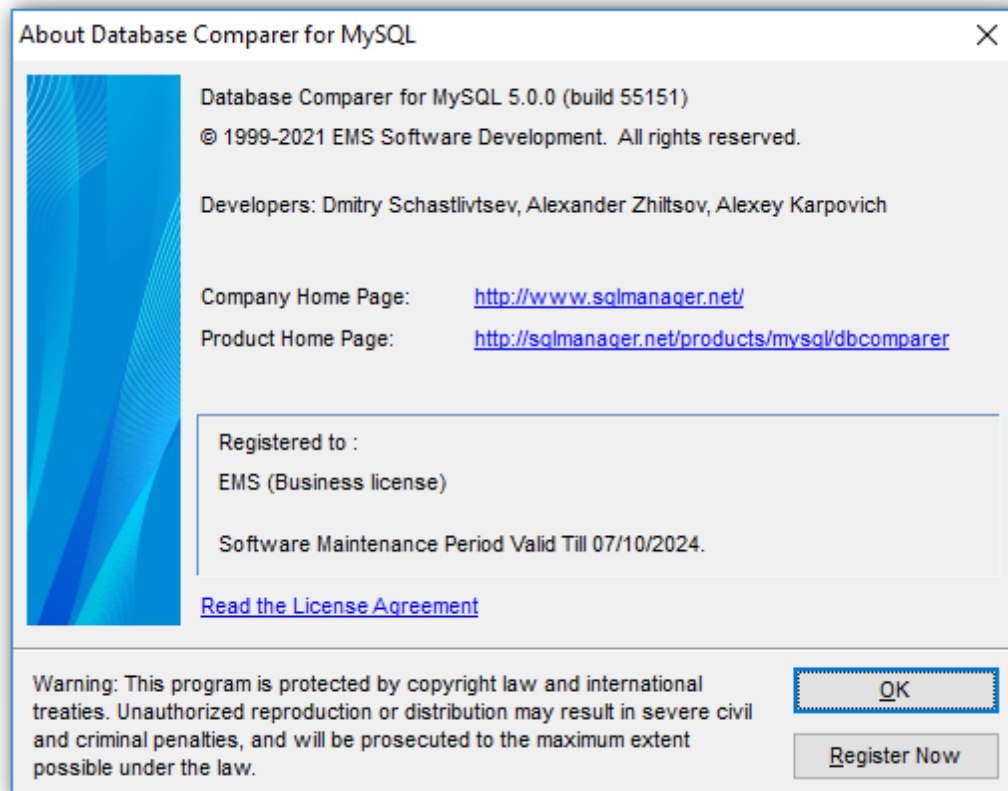 About Database Comparer for MySQL
Database Comparer for MySQL 5.0.0 (build 55151)
© 1999-2021 EMS Software Development. All rights reserved.
Developers: Dmitry Schastlivtsev, Alexander Zhiltsov, Alexey Karpovich
Company Home Page: http://www.sqlmanager.net/
Product Home Page: http://sqlmanager.net/products/mysql/dbcomparer
Registered to :
EMS (Business license)
Software Maintenance Period Valid Till 07/10/2024.
Read the License Agreement
Warning: This program is protected by copyright law and international
treaties. Unauthorized reproduction or distribution may result in severe civil
and criminal penalties, and will be prosecuted to the maximum extent
possible under the law.
OK
Register Now